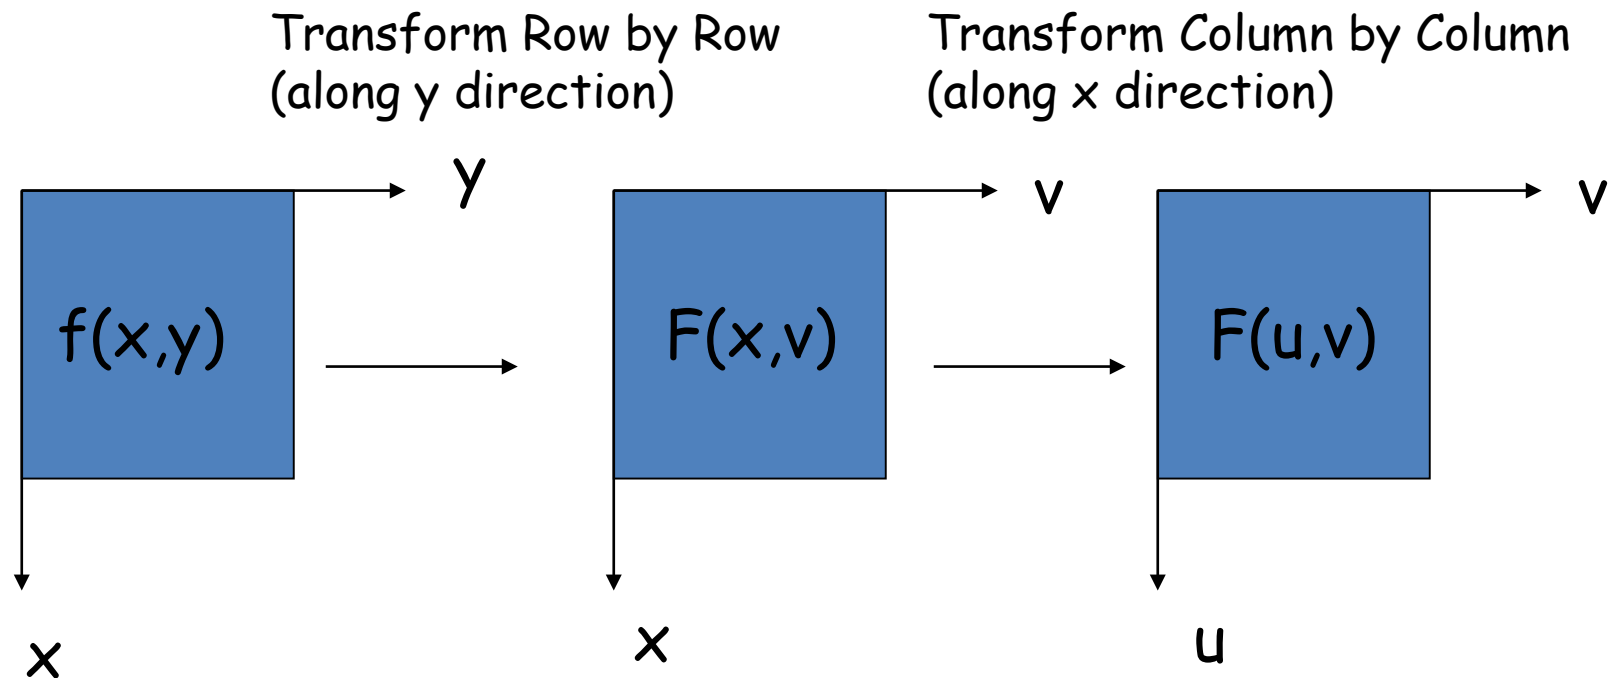 Transform Row by Row
(along y direction)
Transform Column by Column
(along x direction)
y
v
v
f(x,y)
F(x,v)
F(u,v)
x
x
u